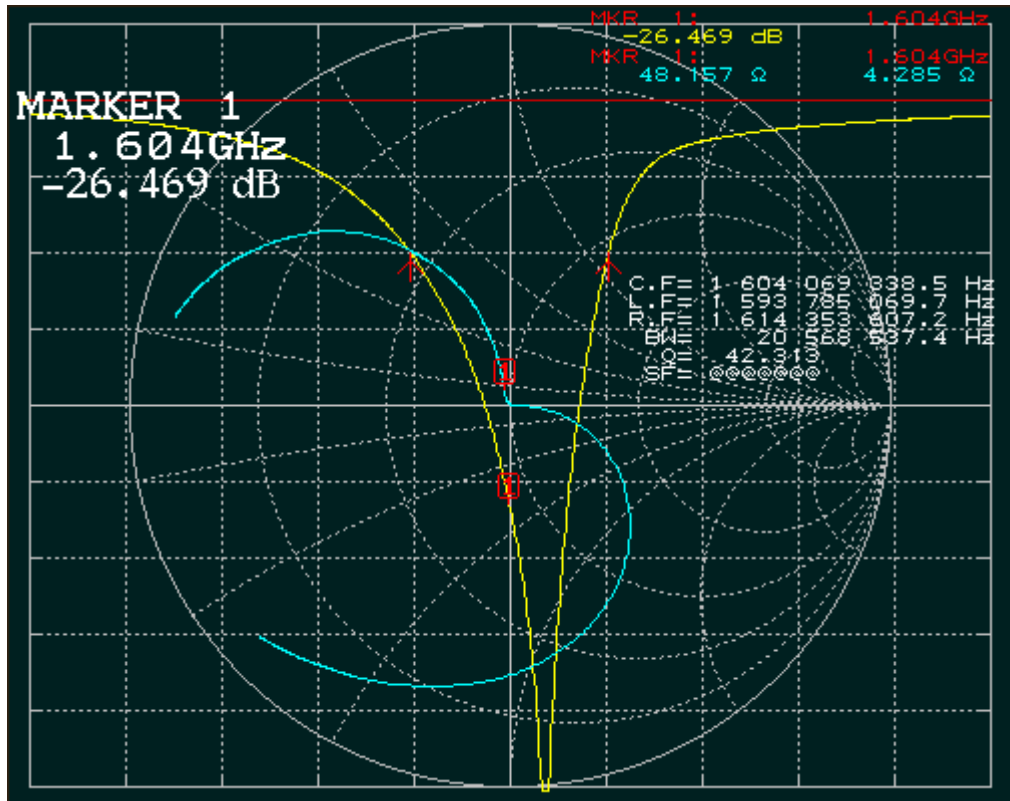 MKR 1: 1.604GHz
-26.469 dB
MKR 1: 1.604GHz
48.157 Ω 4.285 Ω
MARKER 1
1.604GHz
-26.469 dB
C.F= 1 604 069 338.5 Hz
L.F= 1 593 785 069.7 Hz
R.F= 1 614 353 607.2 Hz
BW= 20 568 537.4 Hz
Q= 42.313
SF= @@@@@@@
1
1